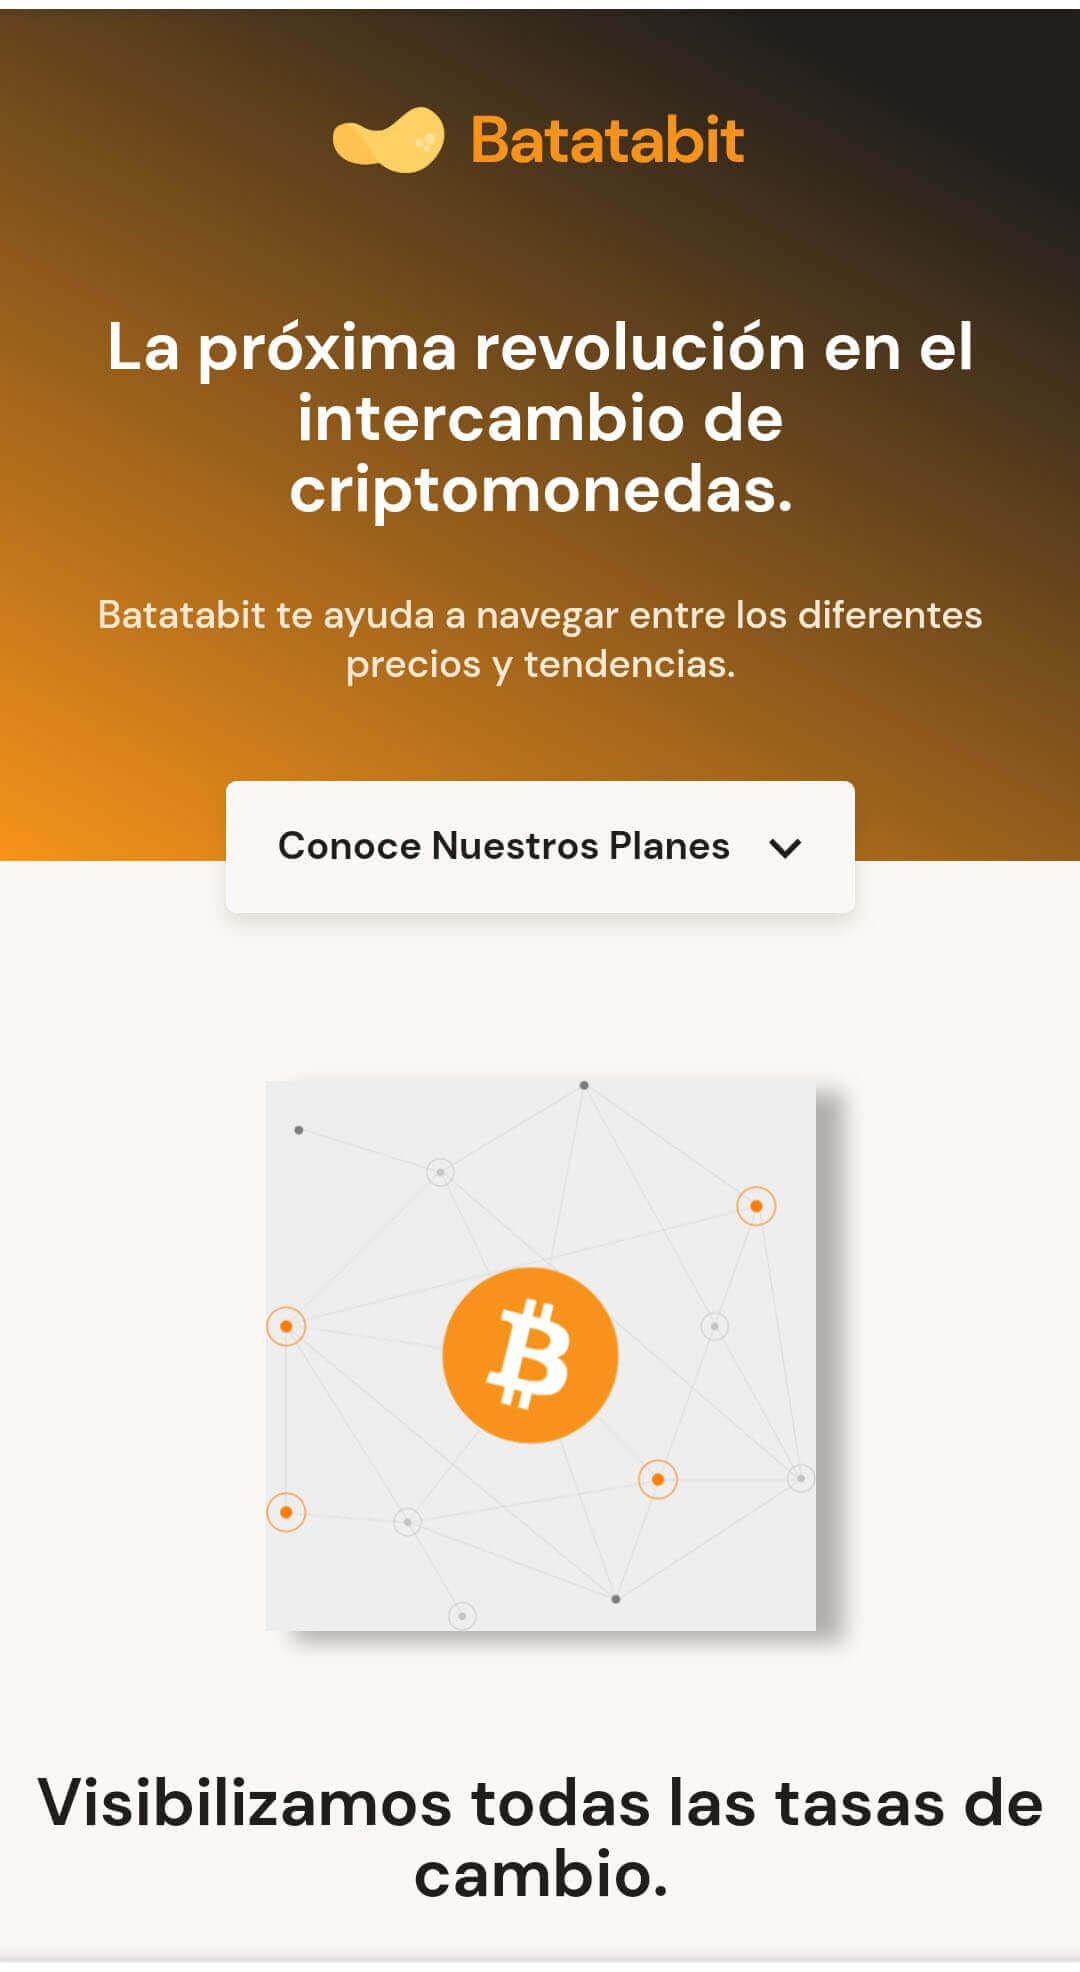 Batatabit
La próxima revolución en el
intercambio de
criptomonedas.
Batatabit te ayuda a navegar entre los diferentes
precios y tendencias.
Conoce Nuestros Planes
Visibilizamos todas las tasas de
cambio.